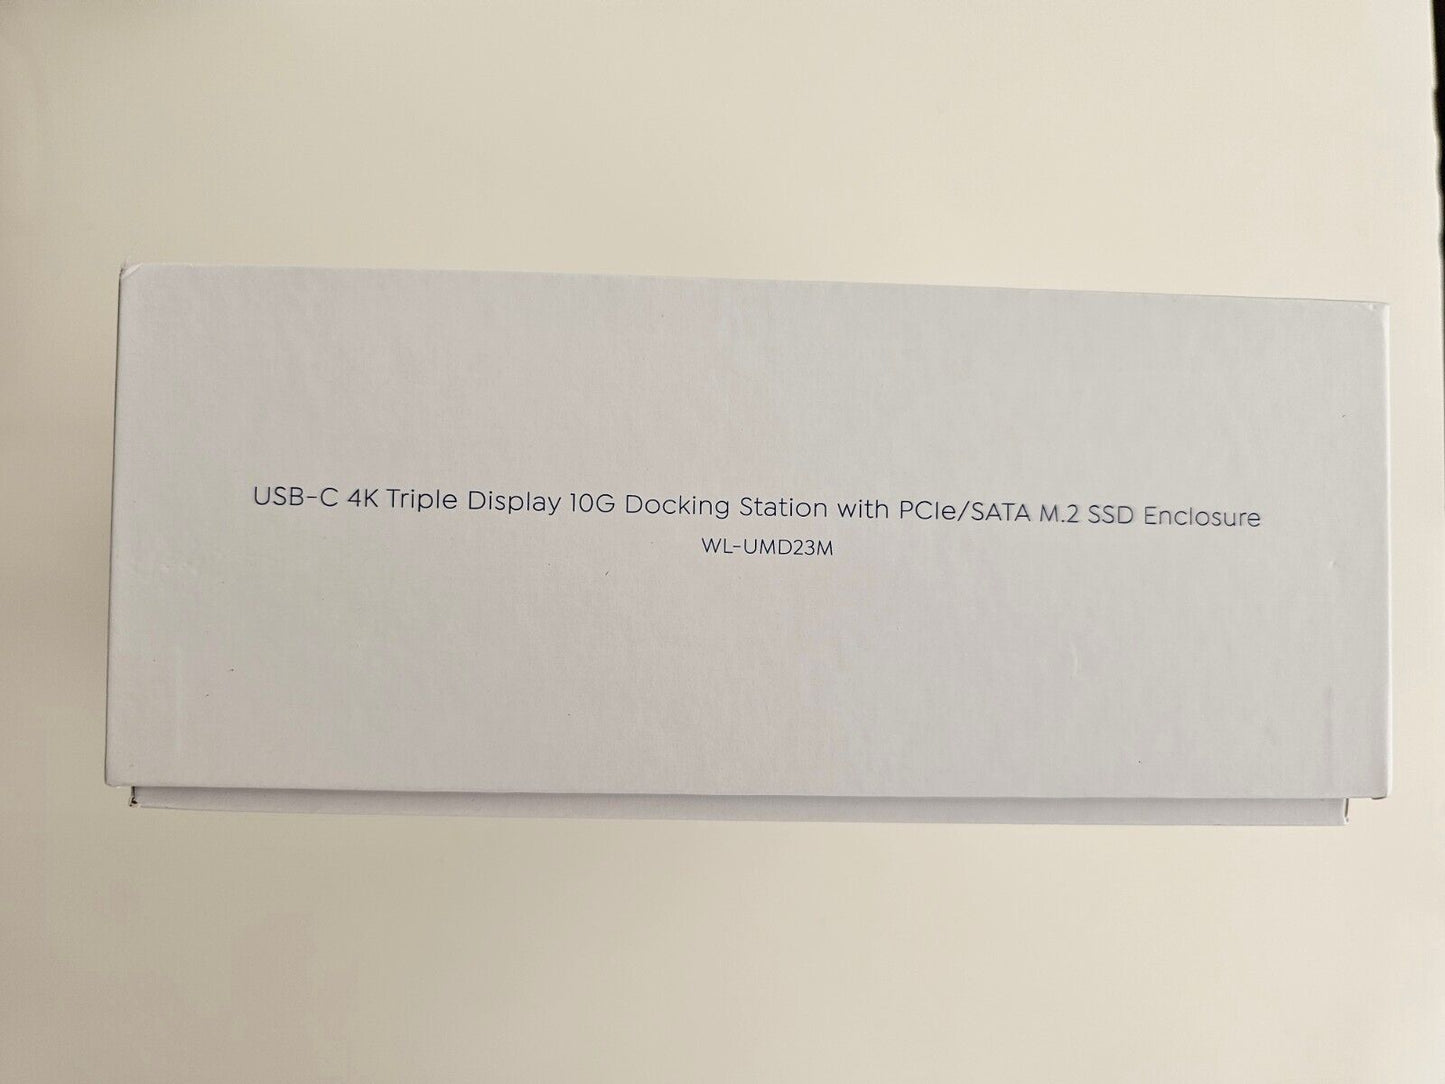 USB-C 4K Triple Display 10G Docking Station with PCIe/SATA M.2 SSD Enclosure
WL-UMD23M